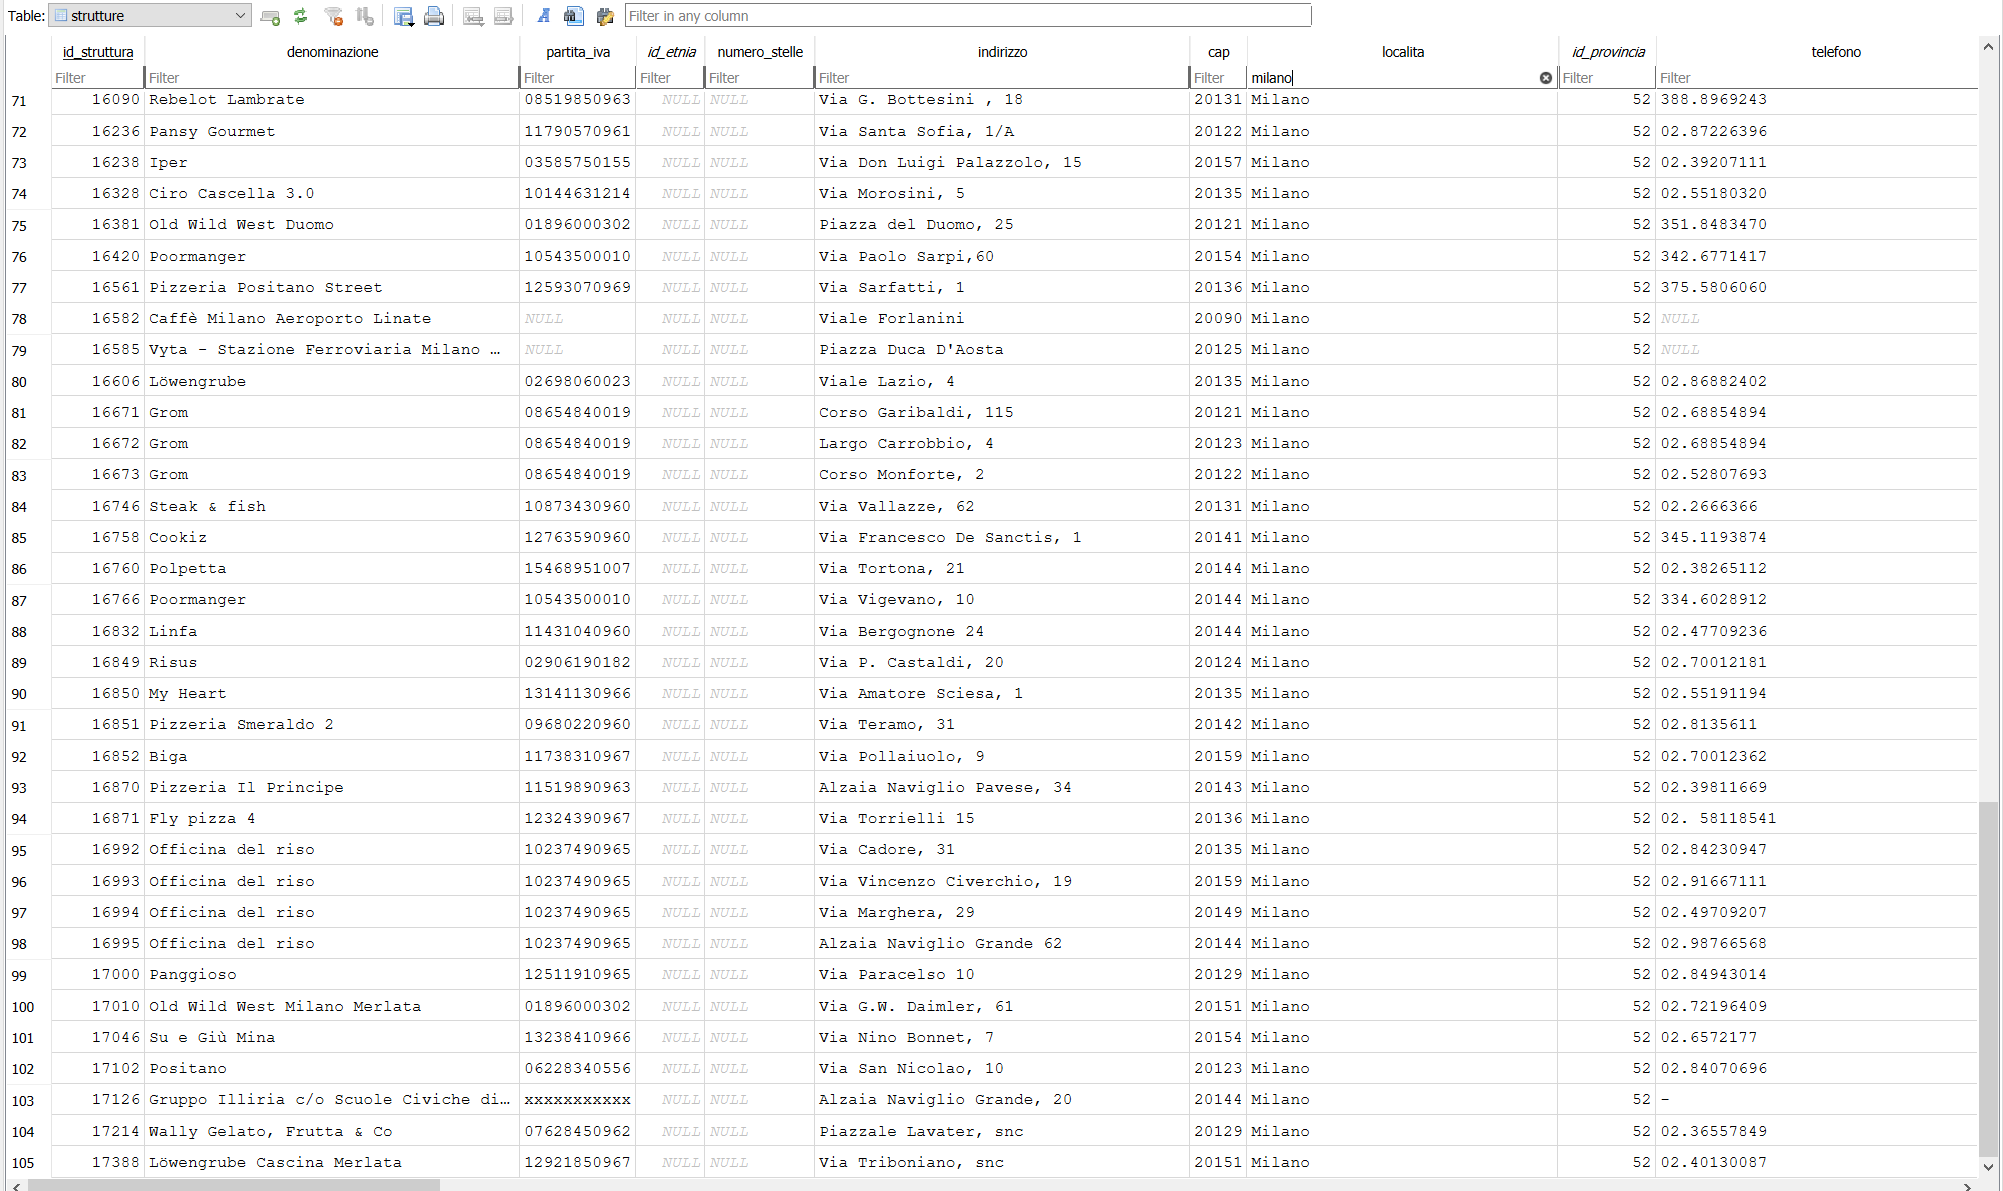 Table: strutture Filter in any column
id_struttura denominazione partita_iva id_etnia numero_stelle indirizzo cap localita id_provincia telefono
Filter Filter Filter Filter Filter Filter Filter milano Filter Filter
71 16090 Rebelot Lambrate 08519850963 NULL NULL Via G. Bottesini , 18 20131 Milano 52 388.8969243
72 16236 Pansy Gourmet 11790570961 NULL NULL Via Santa Sofia, 1/A 20122 Milano 52 02.87226396
73 16238 Iper 03585750155 NULL NULL Via Don Luigi Palazzolo, 15 20157 Milano 52 02.39207111
74 16328 Ciro Cascella 3.0 10144631214 NULL NULL Via Morosini, 5 20135 Milano 52 02.55180320
75 16381 Old Wild West Duomo 01896000302 NULL NULL Piazza del Duomo, 25 20121 Milano 52 351.8483470
76 16420 Poormanger 10543500010 NULL NULL Via Paolo Sarpi,60 20154 Milano 52 342.6771417
77 16561 Pizzeria Positano Street 12593070969 NULL NULL Via Sarfatti, 1 20136 Milano 52 375.5806060
78 16582 Caffè Milano Aeroporto Linate NULL NULL NULL Viale Forlanini 20090 Milano 52 NULL
79 16585 Vyta - Stazione Ferroviaria Milano … NULL NULL NULL Piazza Duca D'Aosta 20125 Milano 52 NULL
80 16606 Löwengrube 02698060023 NULL NULL Viale Lazio, 4 20135 Milano 52 02.86882402
81 16671 Grom 08654840019 NULL NULL Corso Garibaldi, 115 20121 Milano 52 02.68854894
82 16672 Grom 08654840019 NULL NULL Largo Carrobbio, 4 20123 Milano 52 02.68854894
83 16673 Grom 08654840019 NULL NULL Corso Monforte, 2 20122 Milano 52 02.52807693
84 16746 Steak & fish 10873430960 NULL NULL Via Vallazze, 62 20131 Milano 52 02.2666366
85 16758 Cookiz 12763590960 NULL NULL Via Francesco De Sanctis, 1 20141 Milano 52 345.1193874
86 16760 Polpetta 15468951007 NULL NULL Via Tortona, 21 20144 Milano 52 02.38265112
87 16766 Poormanger 10543500010 NULL NULL Via Vigevano, 10 20144 Milano 52 334.6028912
88 16832 Linfa 11431040960 NULL NULL Via Bergognone 24 20144 Milano 52 02.47709236
89 16849 Risus 02906190182 NULL NULL Via P. Castaldi, 20 20124 Milano 52 02.70012181
90 16850 My Heart 13141130966 NULL NULL Via Amatore Sciesa, 1 20135 Milano 52 02.55191194
91 16851 Pizzeria Smeraldo 2 09680220960 NULL NULL Via Teramo, 31 20142 Milano 52 02.8135611
92 16852 Biga 11738310967 NULL NULL Via Pollaiuolo, 9 20159 Milano 52 02.70012362
93 16870 Pizzeria Il Principe 11519890963 NULL NULL Alzaia Naviglio Pavese, 34 20143 Milano 52 02.39811669
94 16871 Fly pizza 4 12324390967 NULL NULL Via Torrielli 15 20136 Milano 52 02. 58118541
95 16992 Officina del riso 10237490965 NULL NULL Via Cadore, 31 20135 Milano 52 02.84230947
96 16993 Officina del riso 10237490965 NULL NULL Via Vincenzo Civerchio, 19 20159 Milano 52 02.91667111
97 16994 Officina del riso 10237490965 NULL NULL Via Marghera, 29 20149 Milano 52 02.49709207
98 16995 Officina del riso 10237490965 NULL NULL Alzaia Naviglio Grande 62 20144 Milano 52 02.98766568
99 17000 Panggioso 12511910965 NULL NULL Via Paracelso 10 20129 Milano 52 02.84943014
100 17010 Old Wild West Milano Merlata 01896000302 NULL NULL Via G.W. Daimler, 61 20151 Milano 52 02.72196409
101 17046 Su e Giù Mina 13238410966 NULL NULL Via Nino Bonnet, 7 20154 Milano 52 02.6572177
102 17102 Positano 06228340556 NULL NULL Via San Nicolao, 10 20123 Milano 52 02.84070696
103 17126 Gruppo Illiria c/o Scuole Civiche di… xxxxxxxxxxx NULL NULL Alzaia Naviglio Grande, 20 20144 Milano 52 -
104 17214 Wally Gelato, Frutta & Co 07628450962 NULL NULL Piazzale Lavater, snc 20129 Milano 52 02.36557849
105 17388 Löwengrube Cascina Merlata 12921850967 NULL NULL Via Triboniano, snc 20151 Milano 52 02.40130087